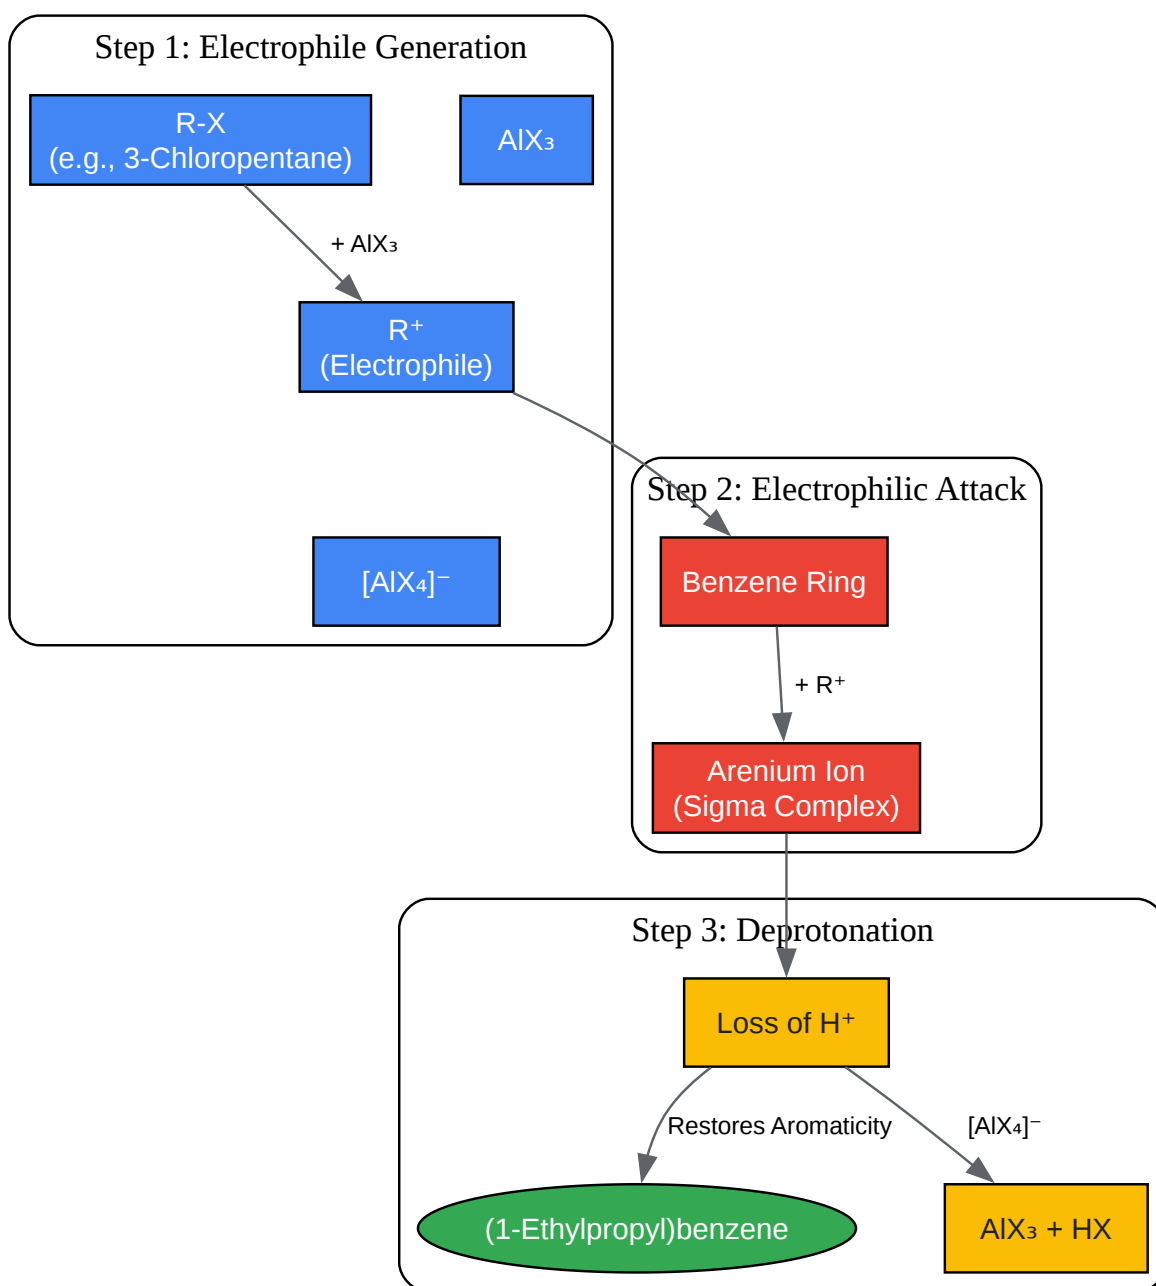 Step 1: Electrophile Generation
R-X
(e.g., 3-Chloropentane)
AlX₃
+ AlX₃
R⁺
(Electrophile)
[AlX₄]⁻
Step 2: Electrophilic Attack
Benzene Ring
+ R⁺
Arenium Ion
(Sigma Complex)
Step 3: Deprotonation
Loss of H⁺
Restores Aromaticity
[AlX₄]⁻
(1-Ethylpropyl)benzene
AlX₃ + HX